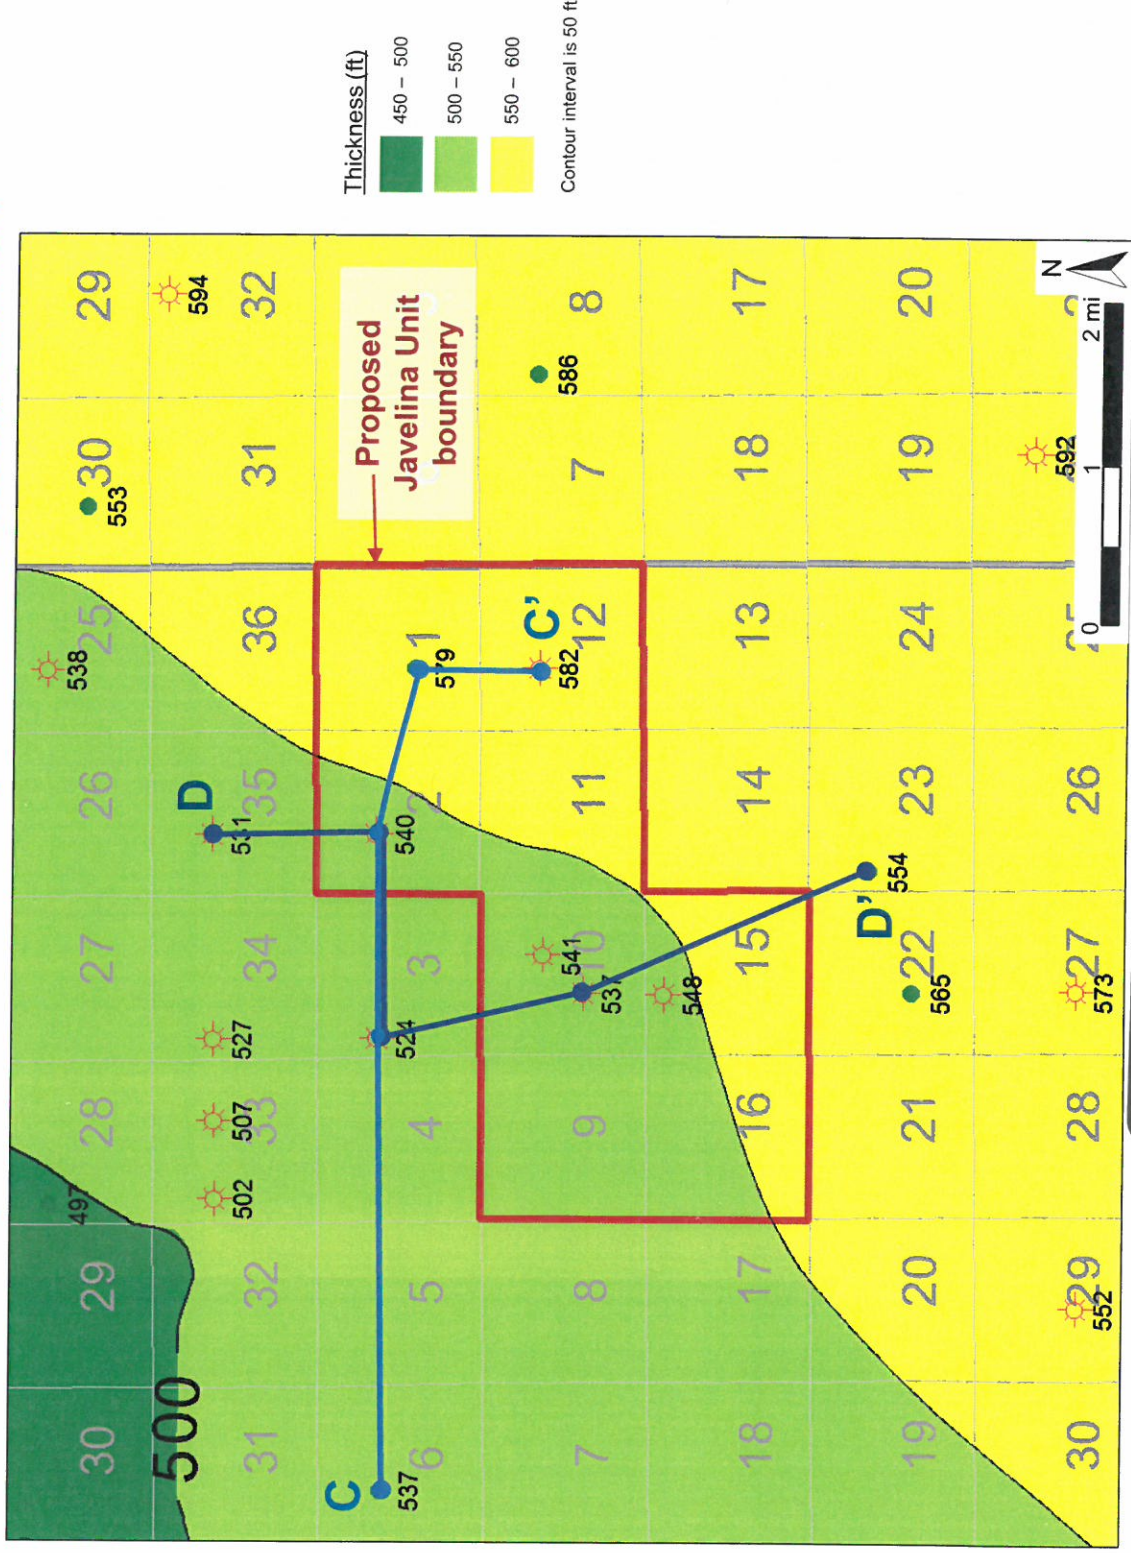 497
538
30 29 28 27 26 25 30 29
553
594
500
D
502 507 527 531
31 32 33 34 35 36 31 32
Thickness (ft)
450 – 500
500 – 550
550 – 600
Contour interval is 50 ft
Proposed
Javelina Unit
boundary
C
537 524 540 579
6 5 4 3 2 1
C'
541 582 586
7 8 9 10 11 12 7 8
537
548
18 17 16 15 14 13 18 17
D'
554
19 20 21 22 23 24 19 20
565
592
30 29 28 27 26 25
552 573
N
0 1 2 mi